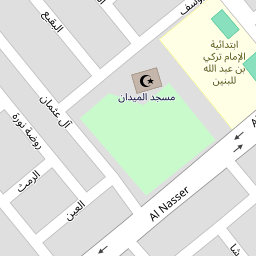 البقيع
ابتدائية
الإمام تركي
بن عبد الله
للبنين
مسجد الميدان
آل عثمان
روضة نورة
الرمث
العين
Al Nasser